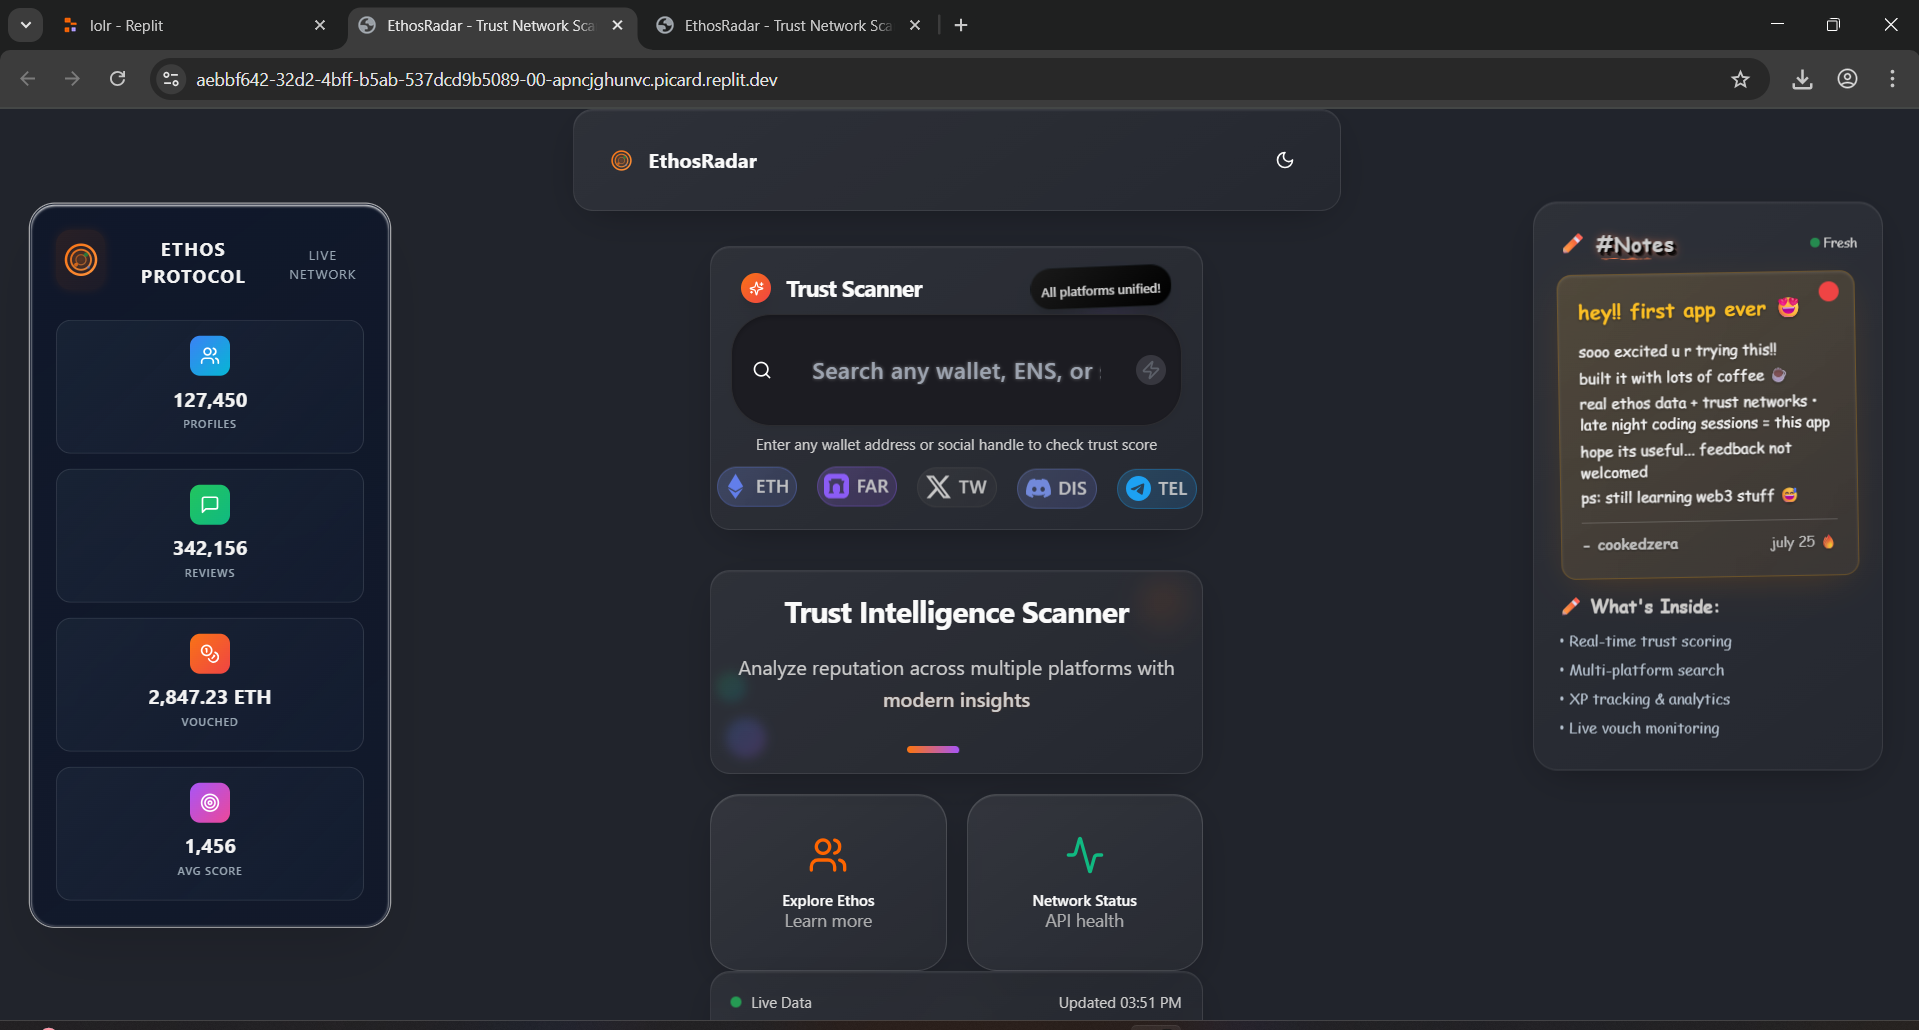 lolr - Replit
EthosRadar - Trust Network Sca
EthosRadar - Trust Network Sca
aebbf642-32d2-4bff-b5ab-537dcd9b5089-00-apncjghunvc.picard.replit.dev
EthosRadar
ETHOS
PROTOCOL
LIVE
NETWORK
127,450
PROFILES
342,156
REVIEWS
2,847.23 ETH
VOUCHED
1,456
AVG SCORE
Trust Scanner
All platforms unified!
Search any wallet, ENS, or
Enter any wallet address or social handle to check trust score
ETH
FAR
TW
DIS
TEL
Trust Intelligence Scanner
Analyze reputation across multiple platforms with
modern insights
Explore Ethos
Learn more
Network Status
API health
Live Data
Updated 03:51 PM
#Notes
Fresh
hey!! first app ever 🤩
sooo excited u r trying this!!
built it with lots of coffee ☕
real ethos data + trust networks •
late night coding sessions = this app
hope its useful... feedback not
welcomed
ps: still learning web3 stuff 😅
- cookedzera
july 25 🔥
What's Inside:
• Real-time trust scoring
• Multi-platform search
• XP tracking & analytics
• Live vouch monitoring